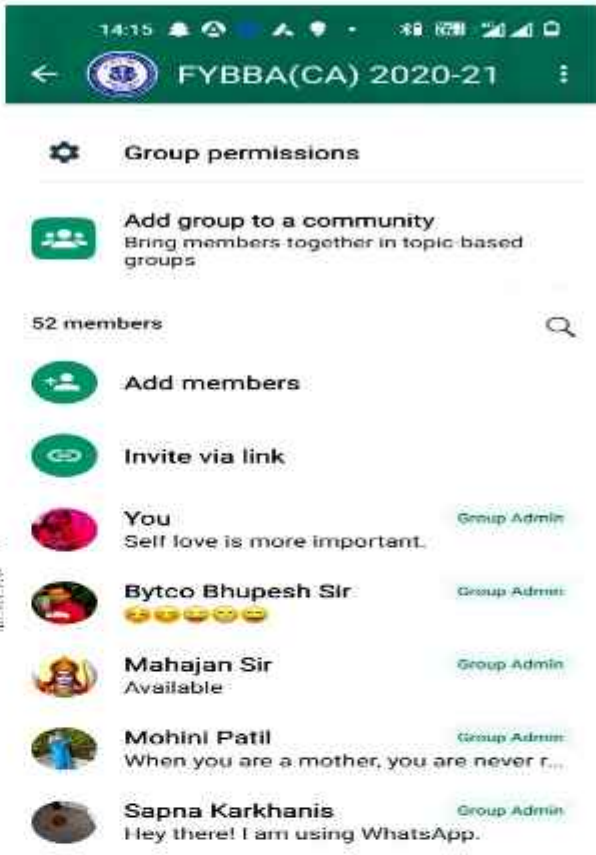 14:15
FYBBA(CA) 2020-21
Group permissions
Add group to a community
Bring members together in topic-based
groups
52 members
Add members
Invite via link
You Group Admin
Self love is more important.
Bytco Bhupesh Sir Group Admin
Mahajan Sir Group Admin
Available
Mohini Patil Group Admin
When you are a mother, you are never r...
Sapna Karkhanis Group Admin
Hey there! I am using WhatsApp.